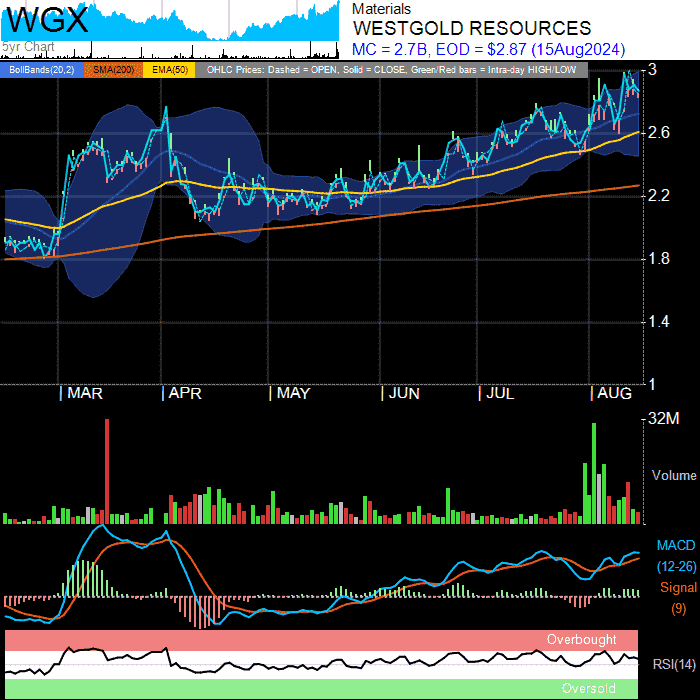 WGX
5yr Chart
Materials
WESTGOLD RESOURCES
MC = 2.7B, EOD = $2.87 (15Aug2024)
BollBands(20,2) SMA(200) EMA(50) OHLC Prices: Dashed = OPEN, Solid = CLOSE, Green/Red bars = Intra-day HIGH/LOW
3
2.6
2.2
1.8
1.4
1
MAR APR MAY JUN JUL AUG
32M
Volume
MACD
(12-26)
Signal
(9)
Overbought
RSI(14)
Oversold